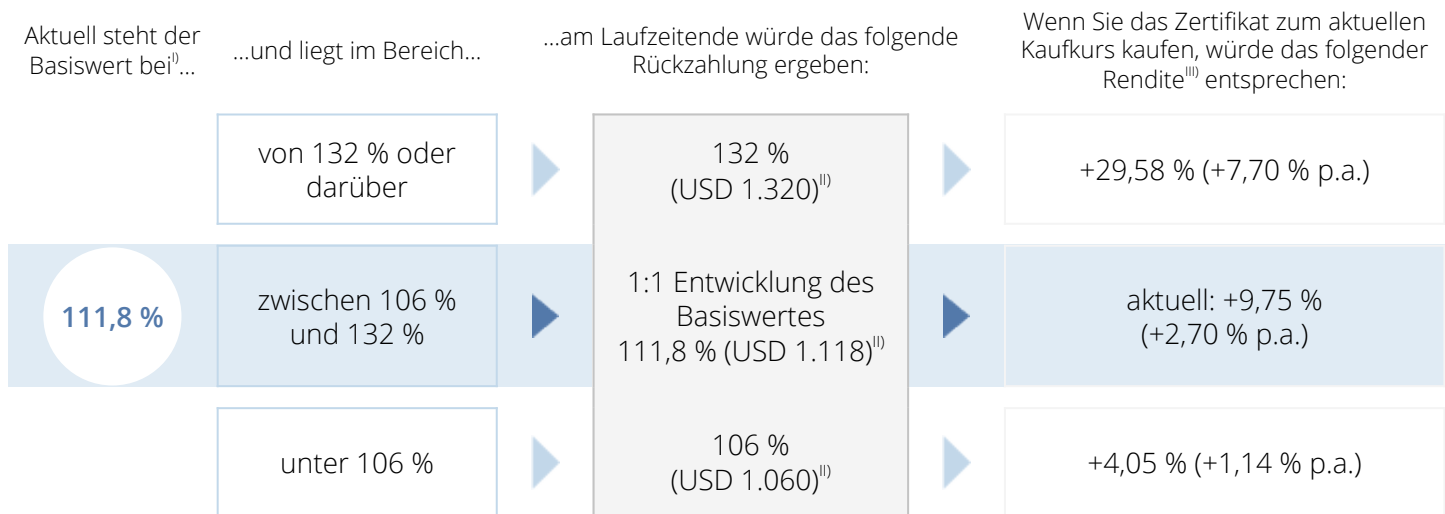 Aktuell steht der
Basiswert beiᴵ⁾...
...und liegt im Bereich...
...am Laufzeitende würde das folgende
Rückzahlung ergeben:
Wenn Sie das Zertifikat zum aktuellen
Kaufkurs kaufen, würde das folgender
Renditeᴵᴵᴵ⁾ entsprechen:
von 132 % oder
darüber
132 %
(USD 1.320)ᴵᴵ⁾
+29,58 % (+7,70 % p.a.)
111,8 %
zwischen 106 %
und 132 %
1:1 Entwicklung des
Basiswertes
111,8 % (USD 1.118)ᴵᴵ⁾
aktuell: +9,75 %
(+2,70 % p.a.)
unter 106 %
106 %
(USD 1.060)ᴵᴵ⁾
+4,05 % (+1,14 % p.a.)